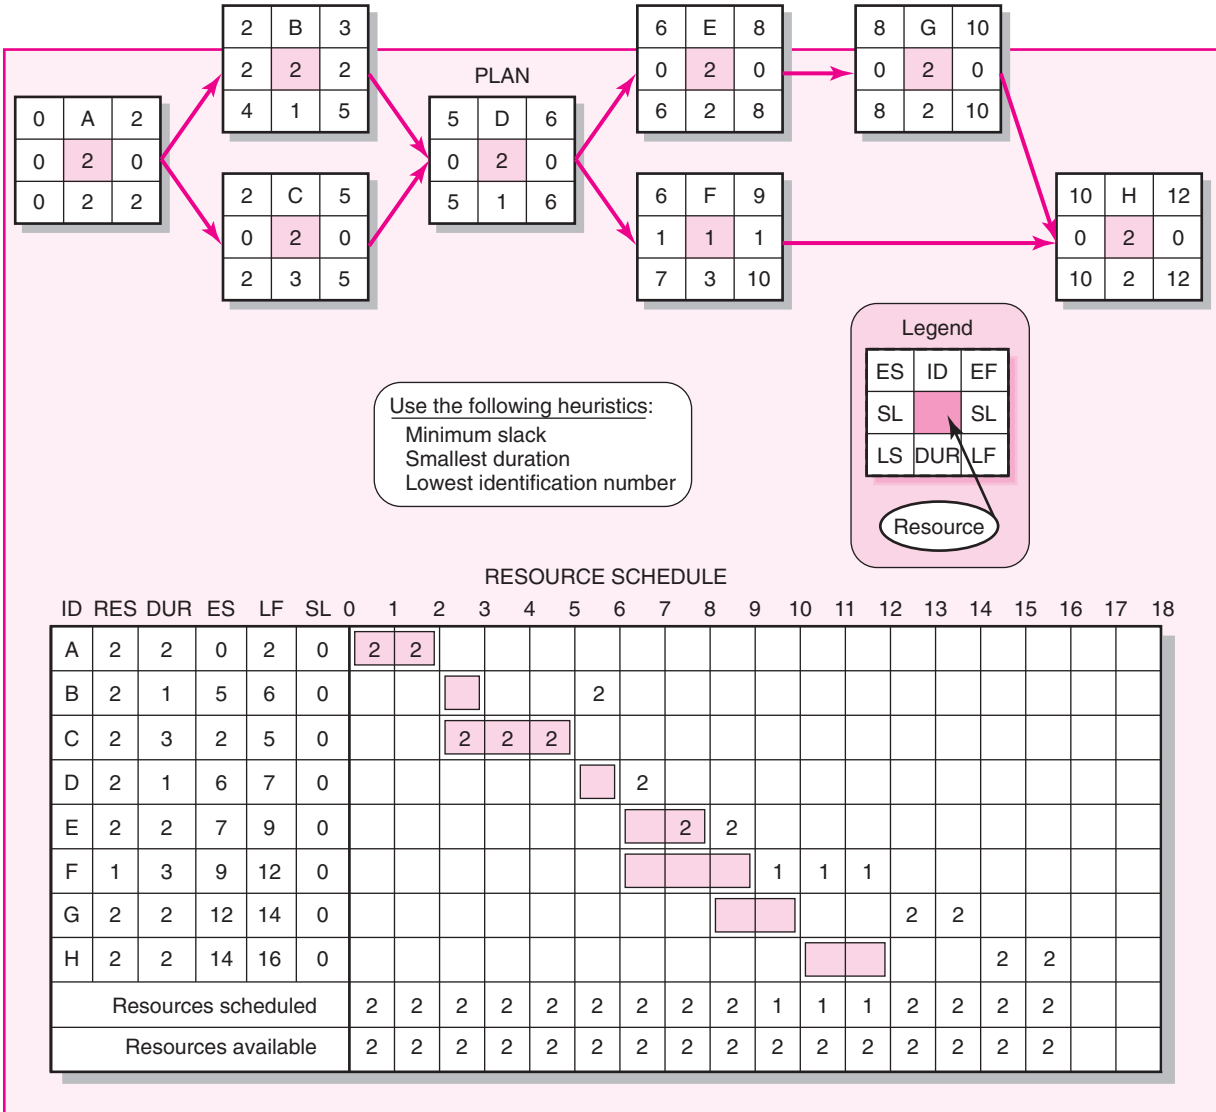 2 B 3
2 2 2
4 1 5
6 E 8
0 2 0
6 2 8
8 G 10
0 2 0
8 2 10
PLAN
0 A 2
0 2 0
0 2 2
5 D 6
0 2 0
5 1 6
2 C 5
0 2 0
2 3 5
6 F 9
1 1 1
7 3 10
10 H 12
0 2 0
10 2 12
Legend
ES ID EF
SL SL
LS DUR LF
Resource
Use the following heuristics:
Minimum slack
Smallest duration
Lowest identification number
RESOURCE SCHEDULE
ID RES DUR ES LF SL 0 1 2 3 4 5 6 7 8 9 10 11 12 13 14 15 16 17 18
A 2 2 0 2 0 2 2
B 2 1 5 6 0 2
C 2 3 2 5 0 2 2 2
D 2 1 6 7 0 2
E 2 2 7 9 0 2 2
F 1 3 9 12 0 1 1 1
G 2 2 12 14 0 2 2
H 2 2 14 16 0 2 2
Resources scheduled 2 2 2 2 2 2 2 2 2 1 1 1 2 2 2 2
Resources available 2 2 2 2 2 2 2 2 2 2 2 2 2 2 2 2